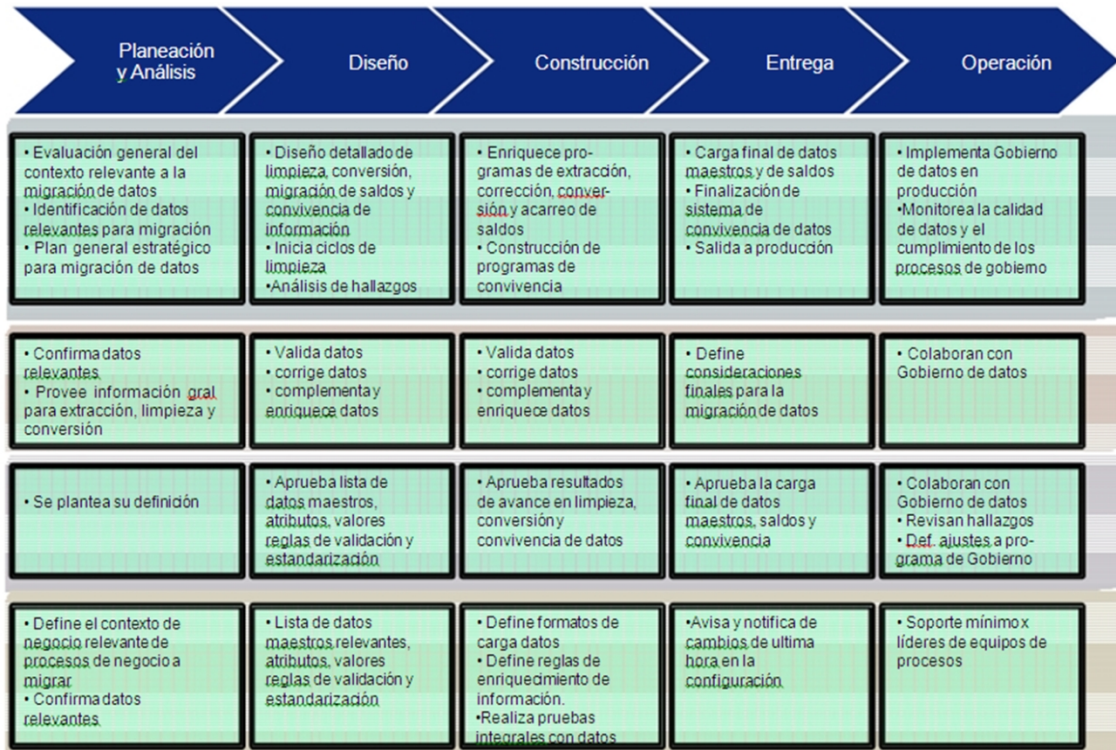 Planeación
y Análisis
Diseño
Construcción
Entrega
Operación
• Evaluación general del
contexto relevante a la
migración de datos
• Identificación de datos
relevantes para migración
• Plan general estratégico
para migración de datos
• Diseño detallado de
limpieza, conversión,
migración de saldos y
convivencia de
información
• Inicia ciclos de
limpieza
•Análisis de hallazgos
• Enriquece pro-
gramas de extracción,
corrección, conver-
sión y acarreo de
saldos
• Construcción de
programas de
convivencia
• Carga final de datos
maestros y de saldos
• Finalización de
sistema de
convivencia de datos
• Salida a producción
• Implementa Gobierno
de datos en
producción
•Monitorea la calidad
de datos y el
cumplimiento de los
procesos de gobierno
• Confirma datos
relevantes
• Provee información gral
para extracción, limpieza y
conversión
• Valida datos
• corrige datos
• complementa y
enriquece datos
• Valida datos
• corrige datos
• complementa y
enriquece datos
• Define
consideraciones
finales para la
migración de datos
• Colaboran con
Gobierno de datos
• Se plantea su definición
• Aprueba lista de
datos maestros,
atributos, valores
reglas de validación y
estandarización
• Aprueba resultados
de avance en limpieza,
conversión y
convivencia de datos
• Aprueba la carga
final de datos
maestros, saldos y
convivencia
• Colaboran con
Gobierno de datos
• Revisan hallazgos
• Def. ajustes a pro-
grama de Gobierno
• Define el contexto de
negocio relevante de
procesos de negocio a
migrar
• Confirma datos
relevantes
• Lista de datos
maestros relevantes,
atributos, valores
reglas de validación y
estandarización
• Define formatos de
carga datos
• Define reglas de
enriquecimiento de
información.
•Realiza pruebas
integrales con datos
•Avisa y notifica de
cambios de ultima
hora en la
configuración
• Soporte mínimo x
líderes de equipos de
procesos